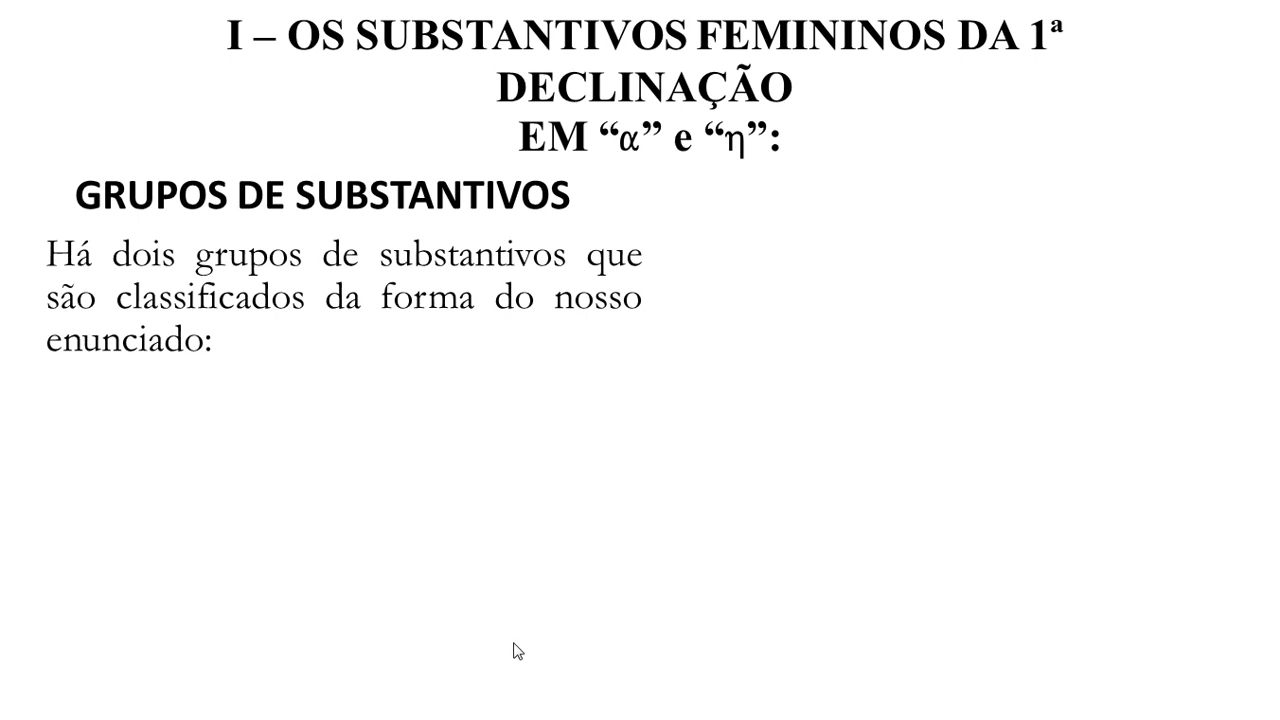 I – OS SUBSTANTIVOS FEMININOS DA 1ª
DECLINAÇÃO
EM “α” e “η”:
GRUPOS DE SUBSTANTIVOS
Há dois grupos de substantivos que
são classificados da forma do nosso
enunciado: